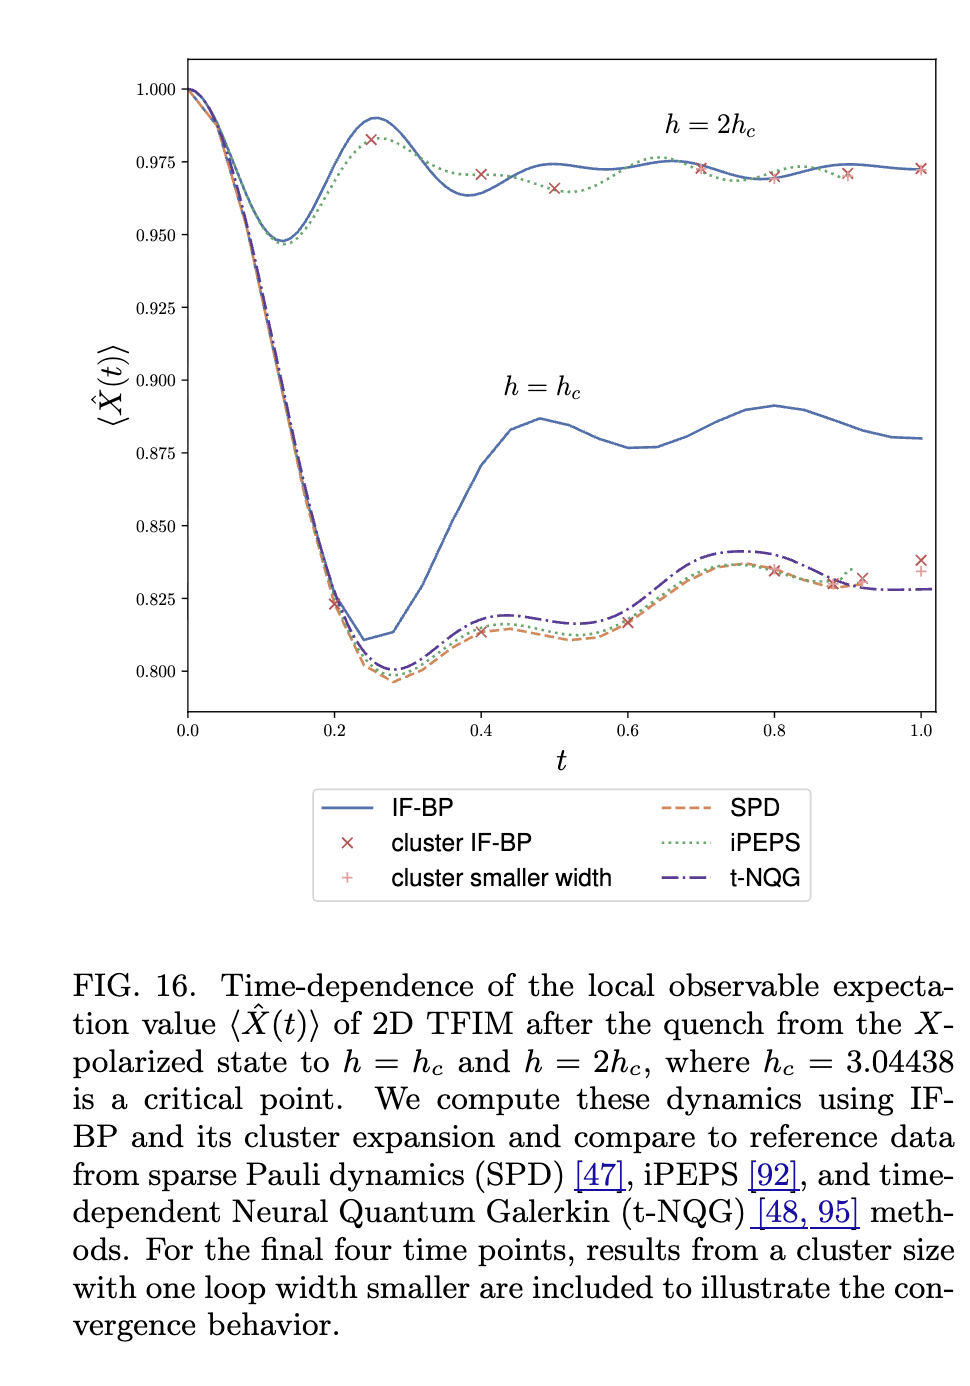 1.000
0.975
0.950
0.925
0.900
0.875
0.850
0.825
0.800
⟨X̂(t)⟩
h = 2h_c
h = h_c
0.0 0.2 0.4 0.6 0.8 1.0
t
IF-BP SPD
cluster IF-BP iPEPS
cluster smaller width t-NQG
FIG. 16. Time-dependence of the local observable expecta-
tion value ⟨X̂(t)⟩ of 2D TFIM after the quench from the X-
polarized state to h = h_c and h = 2h_c, where h_c = 3.04438
is a critical point. We compute these dynamics using IF-
BP and its cluster expansion and compare to reference data
from sparse Pauli dynamics (SPD) [47], iPEPS [92], and time-
dependent Neural Quantum Galerkin (t-NQG) [48, 95] meth-
ods. For the final four time points, results from a cluster size
with one loop width smaller are included to illustrate the con-
vergence behavior.